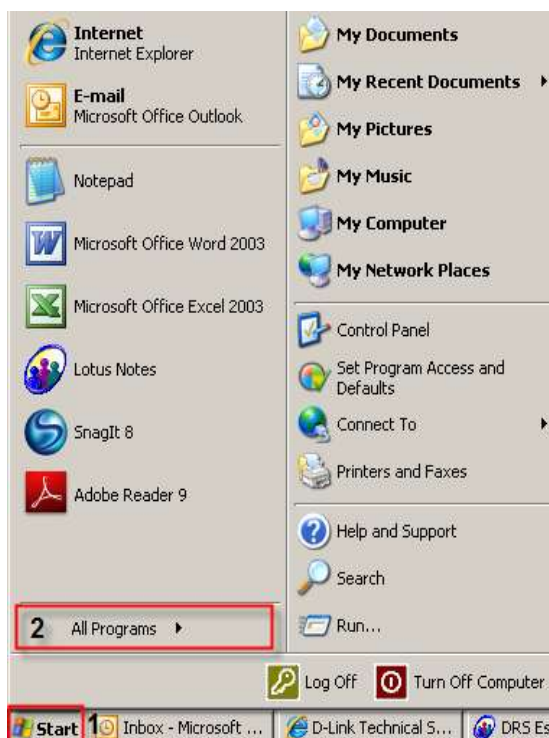 Internet
Internet Explorer
E-mail
Microsoft Office Outlook
Notepad
Microsoft Office Word 2003
Microsoft Office Excel 2003
Lotus Notes
SnagIt 8
Adobe Reader 9
2 All Programs
My Documents
My Recent Documents
My Pictures
My Music
My Computer
My Network Places
Control Panel
Set Program Access and
Defaults
Connect To
Printers and Faxes
Help and Support
Search
Run...
Log Off
Turn Off Computer
Start
1
Inbox - Microsoft ...
D-Link Technical S...
DRS Es